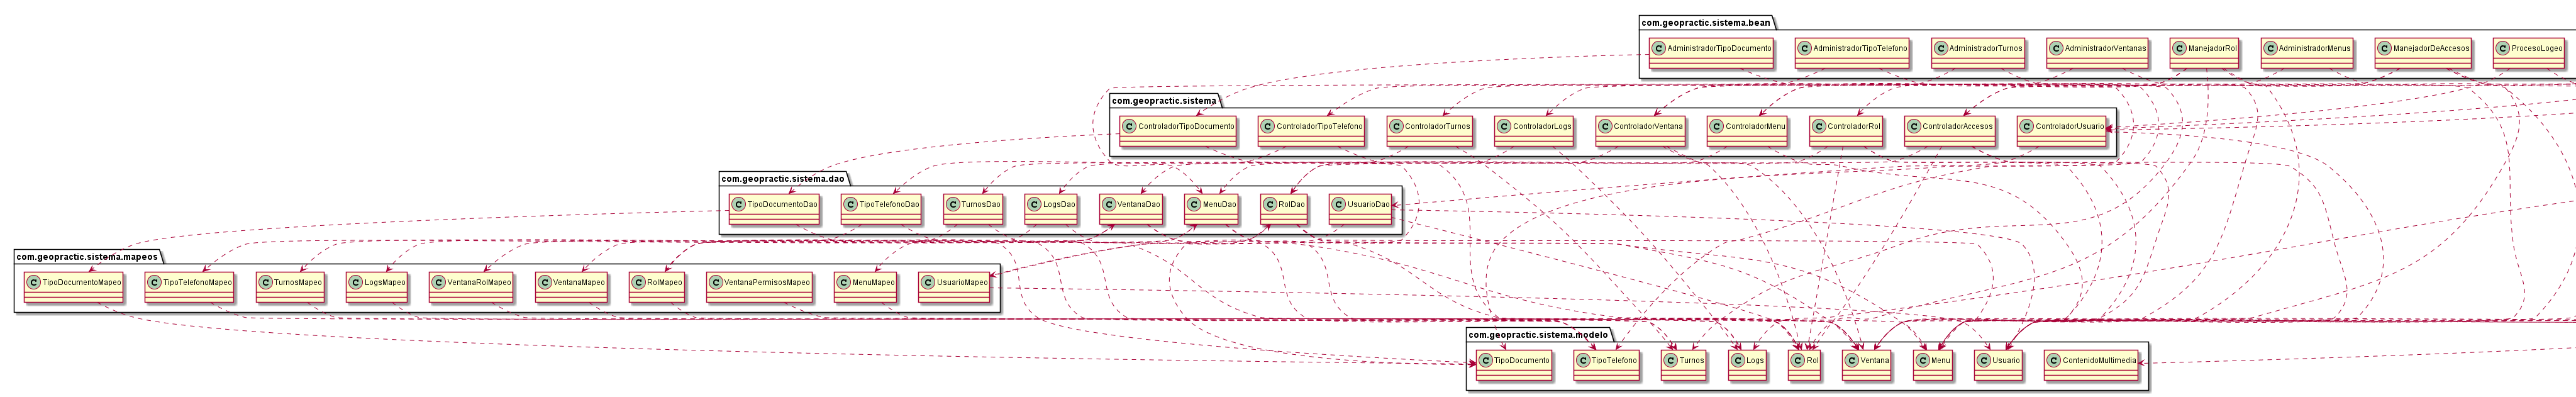 com.geopractic.sistema.bean
C AdministradorTipoDocumento
C AdministradorTipoTelefono
C AdministradorTurnos
C AdministradorVentanas
C ManejadorRol
C AdministradorMenus
C ManejadorDeAccesos
C ProcesoLogeo
com.geopractic.sistema
C ControladorTipoDocumento
C ControladorTipoTelefono
C ControladorTurnos
C ControladorLogs
C ControladorVentana
C ControladorMenu
C ControladorRol
C ControladorAccesos
C ControladorUsuario
com.geopractic.sistema.dao
C TipoDocumentoDao
C TipoTelefonoDao
C TurnosDao
C LogsDao
C VentanaDao
C MenuDao
C RolDao
C UsuarioDao
com.geopractic.sistema.mapeos
C TipoDocumentoMapeo
C TipoTelefonoMapeo
C TurnosMapeo
C LogsMapeo
C VentanaRolMapeo
C VentanaMapeo
C RolMapeo
C VentanaPermisosMapeo
C MenuMapeo
C UsuarioMapeo
com.geopractic.sistema.modelo
C TipoDocumento
C TipoTelefono
C Turnos
C Logs
C Rol
C Ventana
C Menu
C Usuario
C ContenidoMultimedia